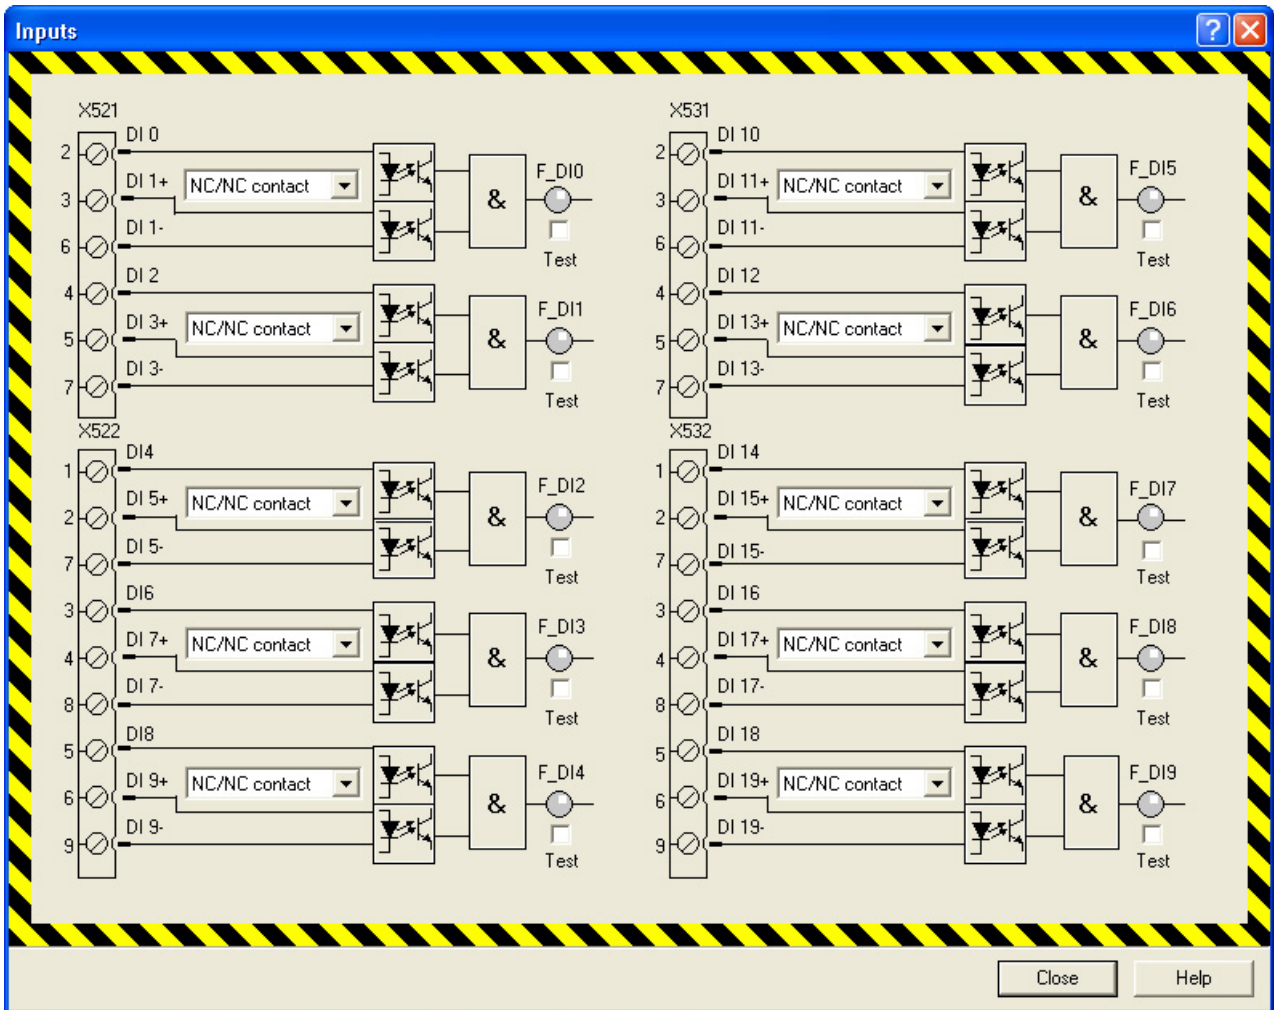 Inputs
X521
DI 0
2
DI 1+
NC/NC contact
3
DI 1-
6
&
F_DI0
Test
DI 2
4
DI 3+
NC/NC contact
5
DI 3-
7
&
F_DI1
Test
X522
DI4
1
DI 5+
NC/NC contact
2
DI 5-
7
&
F_DI2
Test
DI6
3
DI 7+
NC/NC contact
4
DI 7-
8
&
F_DI3
Test
DI8
5
DI 9+
NC/NC contact
6
DI 9-
9
&
F_DI4
Test
X531
DI 10
2
DI 11+
NC/NC contact
3
DI 11-
6
&
F_DI5
Test
DI 12
4
DI 13+
NC/NC contact
5
DI 13-
7
&
F_DI6
Test
X532
DI 14
1
DI 15+
NC/NC contact
2
DI 15-
7
&
F_DI7
Test
DI 16
3
DI 17+
NC/NC contact
4
DI 17-
8
&
F_DI8
Test
DI 18
5
DI 19+
NC/NC contact
6
DI 19-
9
&
F_DI9
Test
Close
Help